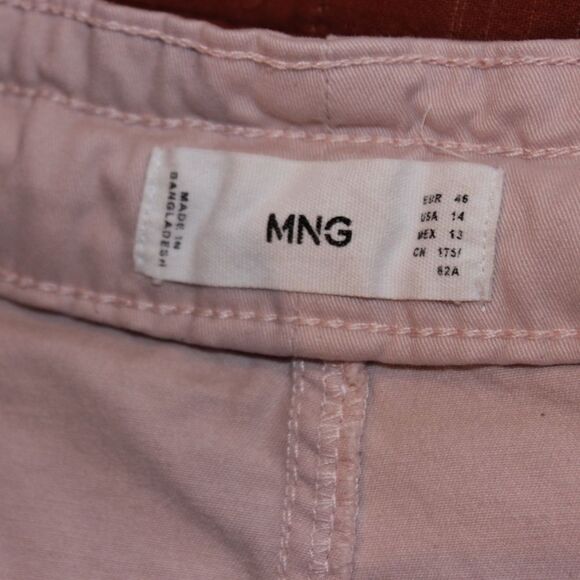 MADE IN
BANGLADESH
MNG
EUR 46
USA 14
MEX 13
CN 175/
82A